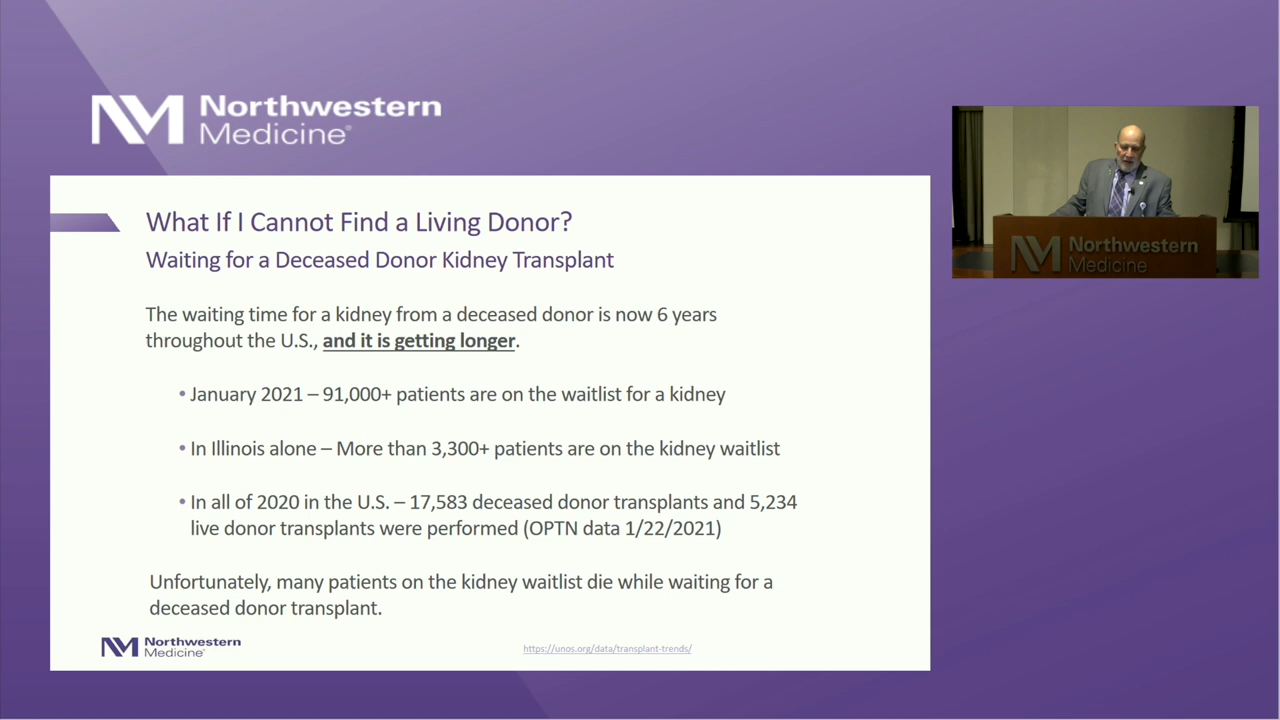 Northwestern
Medicine®
What If I Cannot Find a Living Donor?
Waiting for a Deceased Donor Kidney Transplant
The waiting time for a kidney from a deceased donor is now 6 years
throughout the U.S., and it is getting longer.
• January 2021 – 91,000+ patients are on the waitlist for a kidney
• In Illinois alone – More than 3,300+ patients are on the kidney waitlist
• In all of 2020 in the U.S. – 17,583 deceased donor transplants and 5,234
live donor transplants were performed (OPTN data 1/22/2021)
Unfortunately, many patients on the kidney waitlist die while waiting for a
deceased donor transplant.
Northwestern
Medicine®
https://unos.org/data/transplant-trends/
Northwestern
Medicine